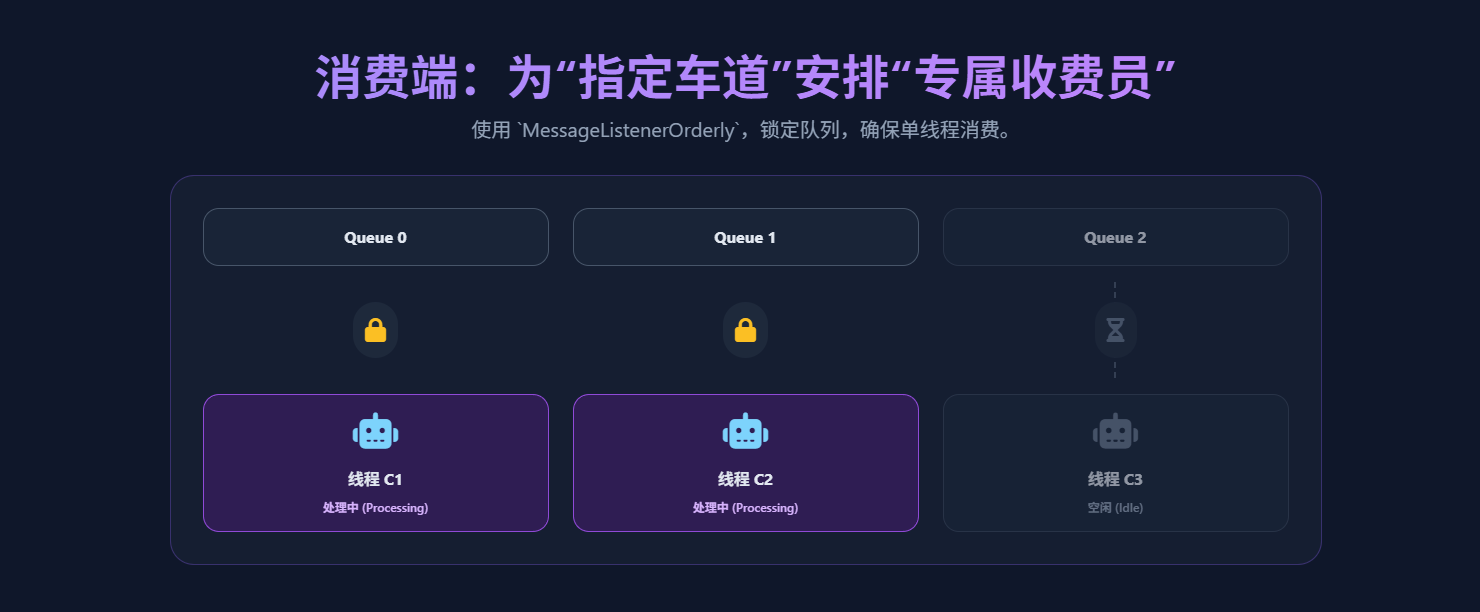 消费端：为“指定车道”安排“专属收费员”
使用 `MessageListenerOrderly`，锁定队列，确保单线程消费。
Queue 0
Queue 1
Queue 2
线程 C1
处理中 (Processing)
线程 C2
处理中 (Processing)
线程 C3
空闲 (Idle)